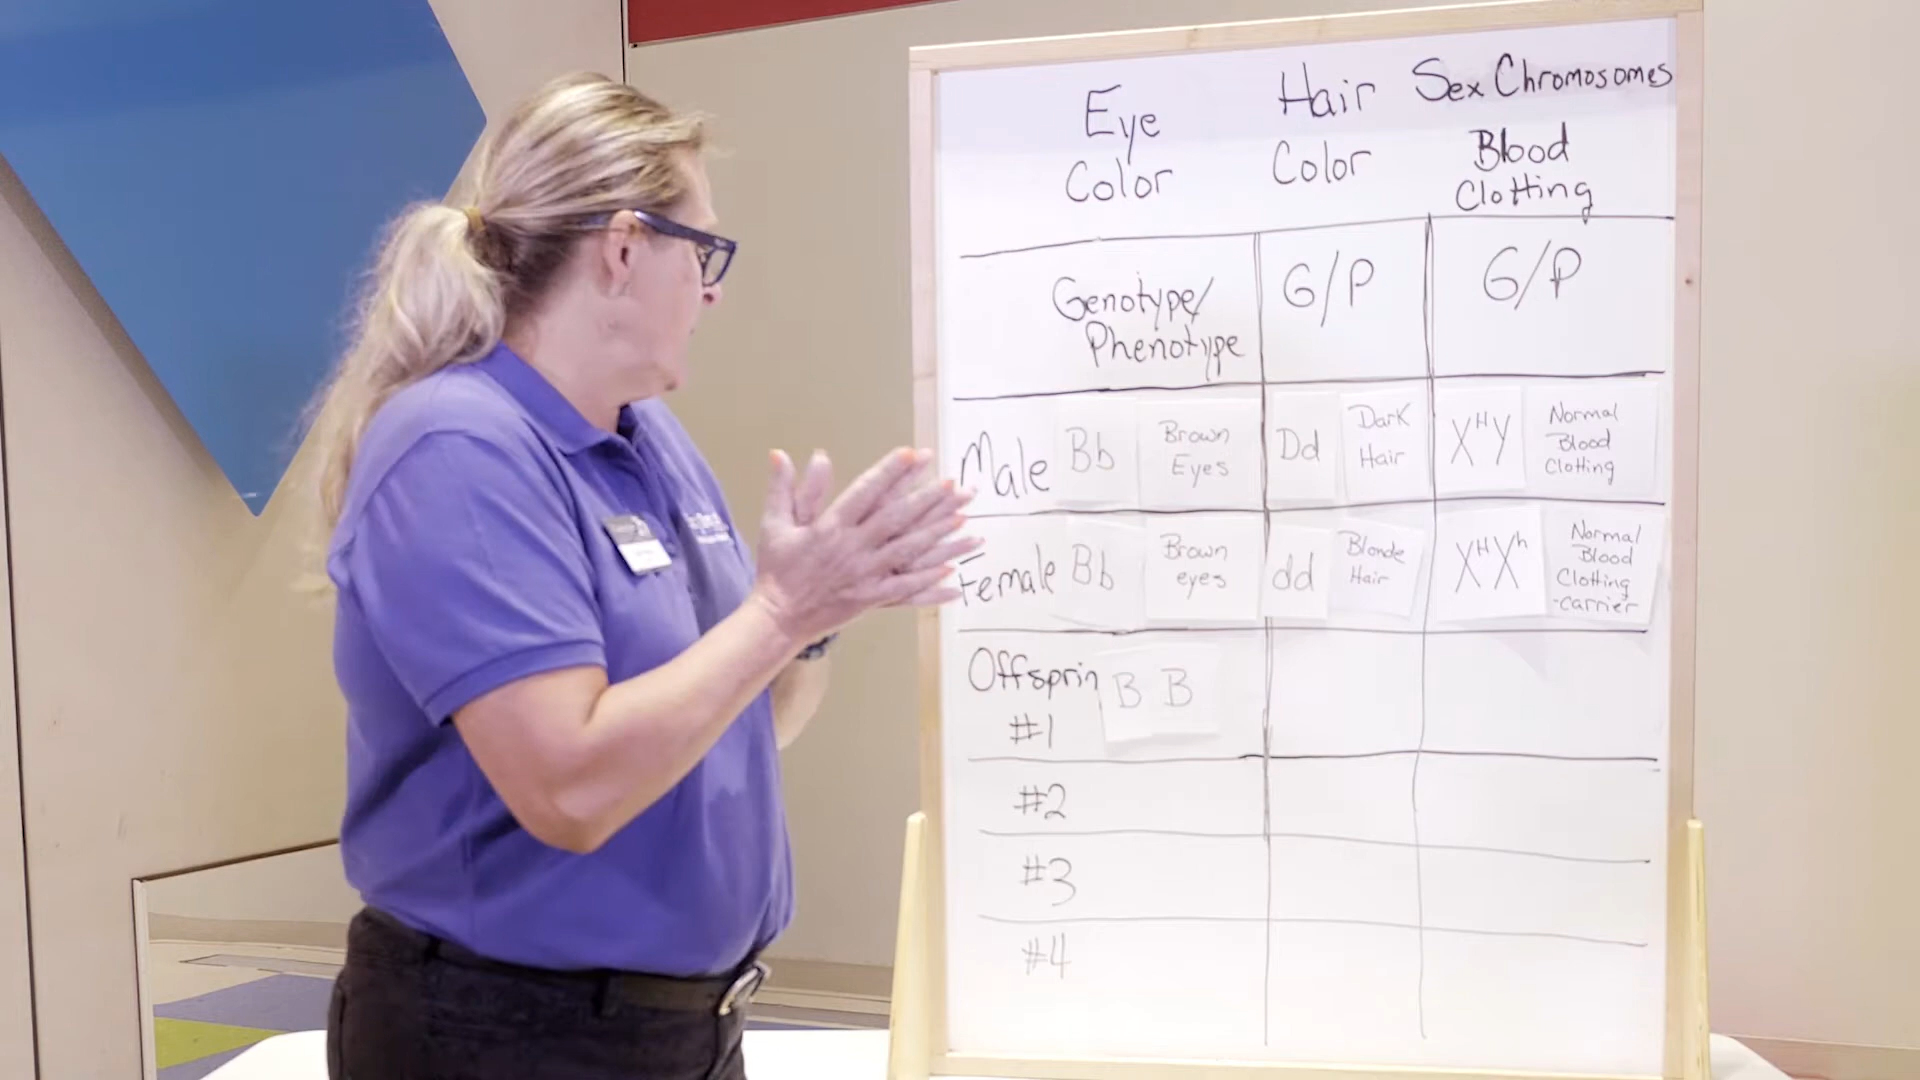 Eye
Color
Hair
Color
Sex Chromosomes
Blood
Clotting
Genotype/
Phenotype
G/P
G/P
Male
Bb
Brown
Eyes
Dd
Dark
Hair
XᴴY
Normal
Blood
Clotting
Female
Bb
Brown
eyes
dd
Blonde
Hair
XᴴXʰ
Normal
Blood
Clotting
-carrier
Offsprin
#1
B B
#2
#3
#4